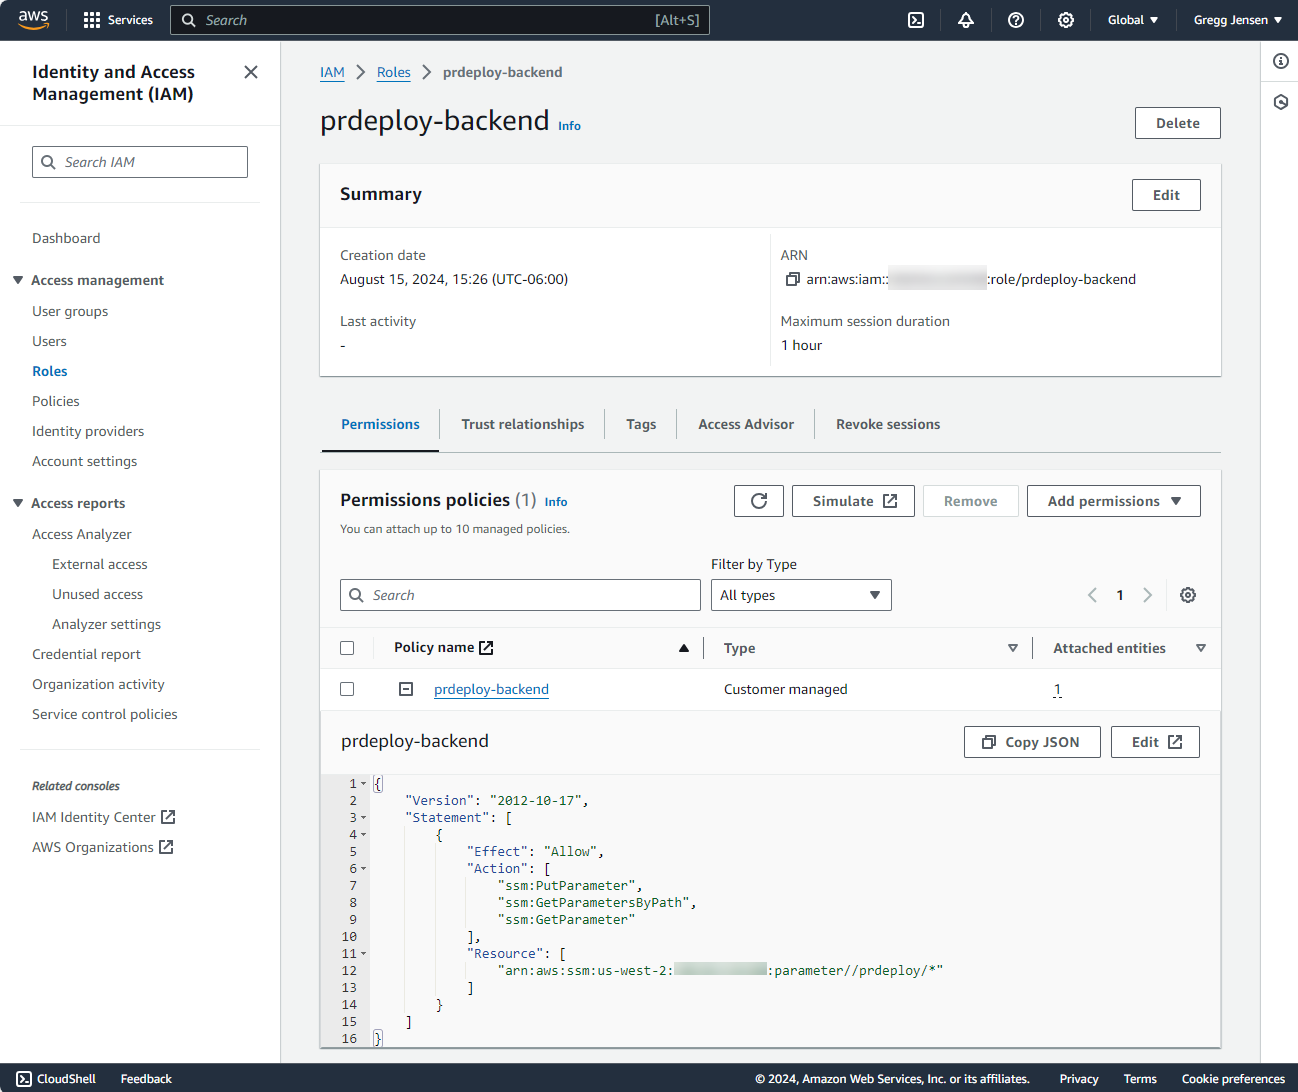 aws
Services
Search
[Alt+S]
Global
Gregg Jensen
Identity and Access
Management (IAM)
Search IAM
Dashboard
Access management
User groups
Users
Roles
Policies
Identity providers
Account settings
Access reports
Access Analyzer
External access
Unused access
Analyzer settings
Credential report
Organization activity
Service control policies
Related consoles
IAM Identity Center
AWS Organizations
IAM > Roles > prdeploy-backend
prdeploy-backend Info
Delete
Summary
Edit
Creation date
August 15, 2024, 15:26 (UTC-06:00)
Last activity
-
ARN
arn:aws:iam:: :role/prdeploy-backend
Maximum session duration
1 hour
Permissions
Trust relationships
Tags
Access Advisor
Revoke sessions
Permissions policies (1) Info
You can attach up to 10 managed policies.
Simulate
Remove
Add permissions
Filter by Type
Search
All types
1
Policy name
Type
Attached entities
prdeploy-backend
Customer managed
1
prdeploy-backend
Copy JSON
Edit
1 {
2 "Version": "2012-10-17",
3 "Statement": [
4 {
5 "Effect": "Allow",
6 "Action": [
7 "ssm:PutParameter",
8 "ssm:GetParametersByPath",
9 "ssm:GetParameter"
10 ],
11 "Resource": [
12 "arn:aws:ssm:us-west-2: :parameter//prdeploy/*"
13 ]
14 }
15 ]
16 }
CloudShell
Feedback
© 2024, Amazon Web Services, Inc. or its affiliates.
Privacy
Terms
Cookie preferences